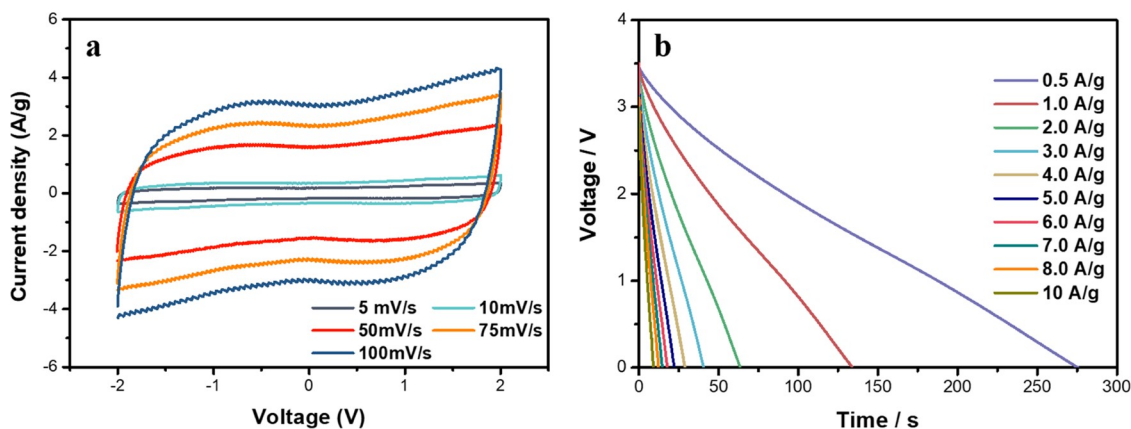 a
Current density (A/g)
6
4
2
0
-2
-4
-6
-2
-1
0
1
2
Voltage (V)
5 mV/s
10mV/s
50mV/s
75mV/s
100mV/s
b
Voltage / V
4
3
2
1
0
0
50
100
150
200
250
300
Time / s
0.5 A/g
1.0 A/g
2.0 A/g
3.0 A/g
4.0 A/g
5.0 A/g
6.0 A/g
7.0 A/g
8.0 A/g
10 A/g